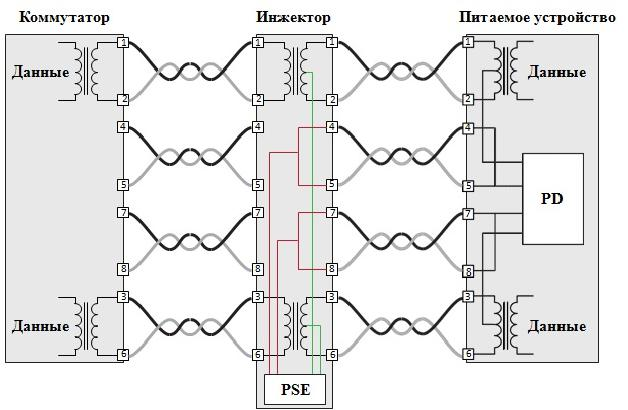 Коммутатор Инжектор Питаемое устройство
1 1 1 1
Данные Данные
2 2 2 2
4 4 4 4
5 5 5 5
PD
7 7 7 7
8 8 8 8
3 3 3 3
Данные Данные
6 6 6 6
PSE